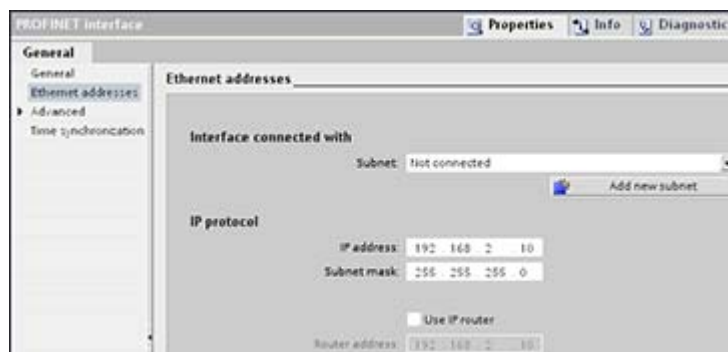 PROFINET interface
Properties Info Diagnostic
General
General
Ethernet addresses
Advanced
Time synchronization
Ethernet addresses
Interface connected with
Subnet: Not connected
Add new subnet
IP protocol
IP address: 192 . 168 . 2 . 10
Subnet mask: 255 . 255 . 255 . 0
Use IP router
Router address: 192 . 168 . 2 . 10